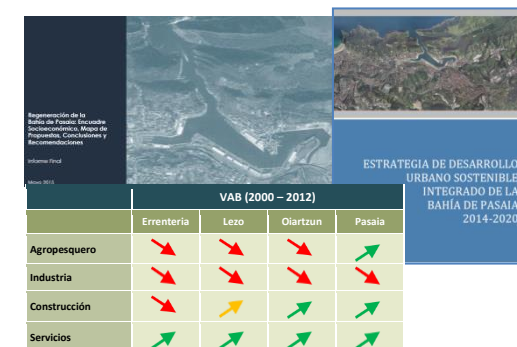 Regeneración de la
Bahía de Pasaia: Encuadre
Socioeconómico, Mapa de
Propuestas, Conclusiones y
Recomendaciones
Informe Final
Mayo 2015
ESTRATEGIA DE DESARROLLO
URBANO SOSTENIBLE
INTEGRADO DE LA
BAHÍA DE PASAIA
2014-2020
VAB (2000 – 2012)
Errenteria Lezo Oiartzun Pasaia
Agropesquero
Industria
Construcción
Servicios